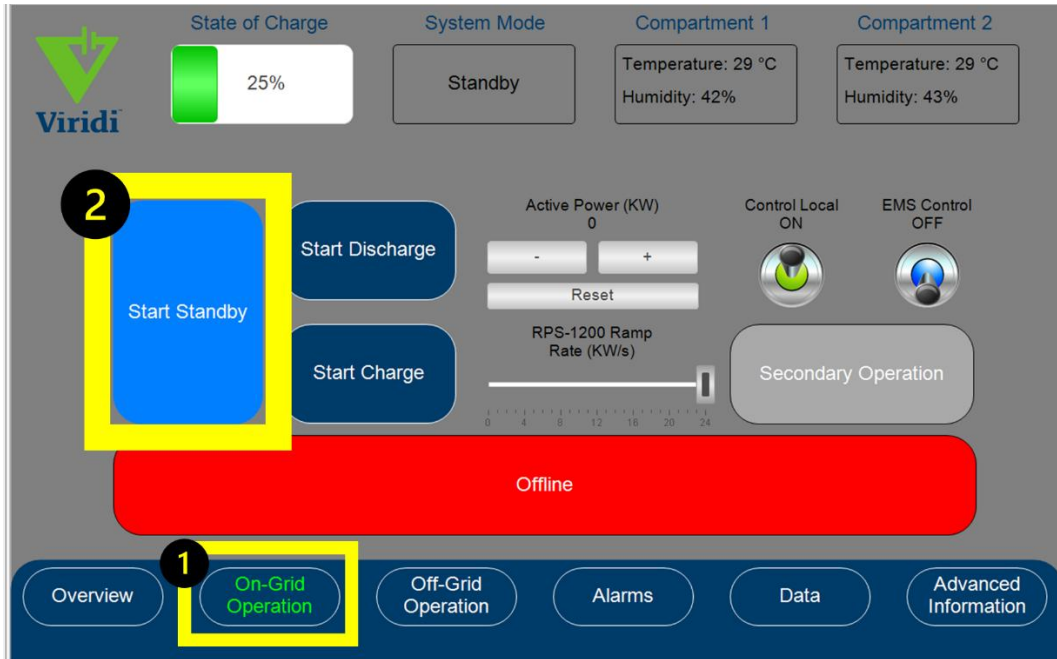 State of Charge
System Mode
Compartment 1
Compartment 2
25%
Standby
Temperature: 29 °C
Humidity: 42%
Temperature: 29 °C
Humidity: 43%
Viridi
2
Start Standby
Start Discharge
Start Charge
Active Power (KW)
0
-
+
Reset
RPS-1200 Ramp
Rate (KW/s)
0 4 8 12 16 20 24
Control Local
ON
EMS Control
OFF
Secondary Operation
Offline
1
Overview
On-Grid
Operation
Off-Grid
Operation
Alarms
Data
Advanced
Information